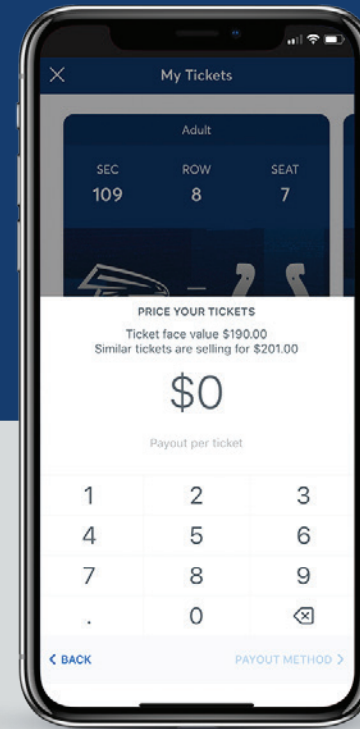 My Tickets
Adult
SEC ROW SEAT
109 8 7
PRICE YOUR TICKETS
Ticket face value $190.00
Similar tickets are selling for $201.00
$0
Payout per ticket
1 2 3
4 5 6
7 8 9
. 0
BACK PAYOUT METHOD